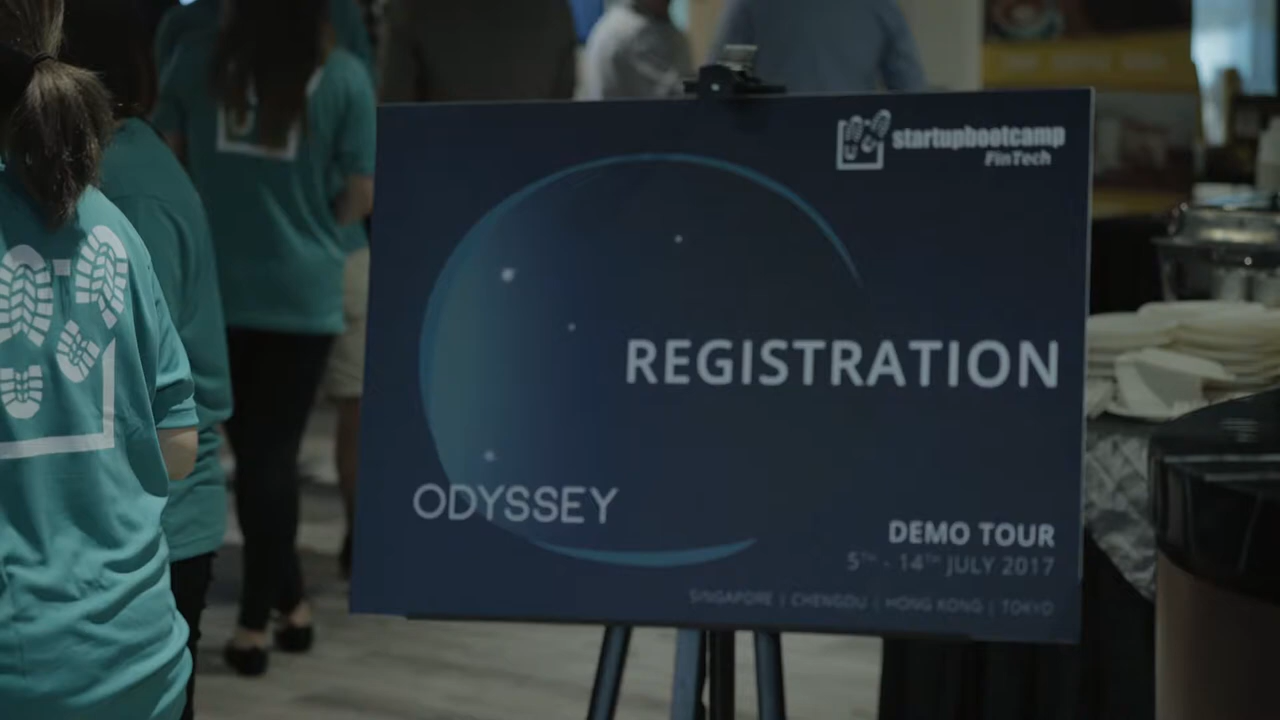 startupbootcamp
FinTech
REGISTRATION
ODYSSEY
DEMO TOUR
5TH - 14TH JULY 2017
SINGAPORE | CHENGDU | HONG KONG | TOKYO